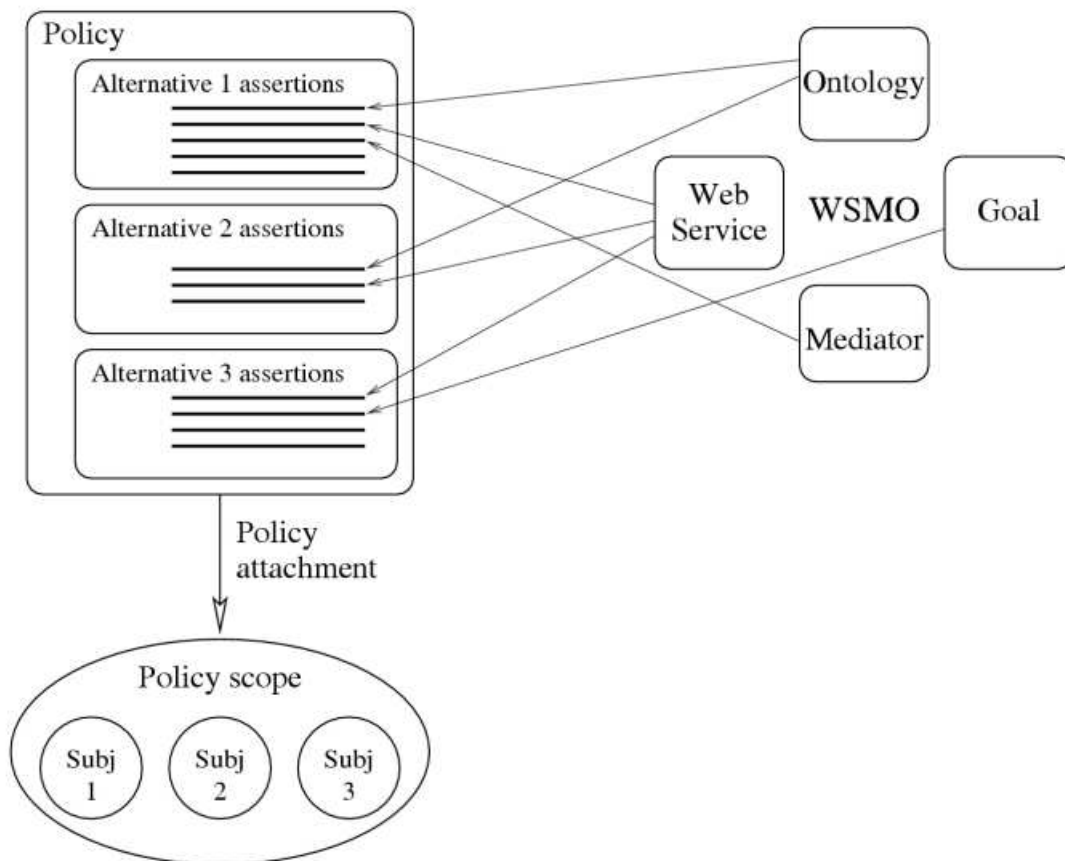 Policy
Alternative 1 assertions
Alternative 2 assertions
Alternative 3 assertions
Ontology
Web
Service
WSMO
Goal
Mediator
Policy
attachment
Policy scope
Subj
1
Subj
2
Subj
3